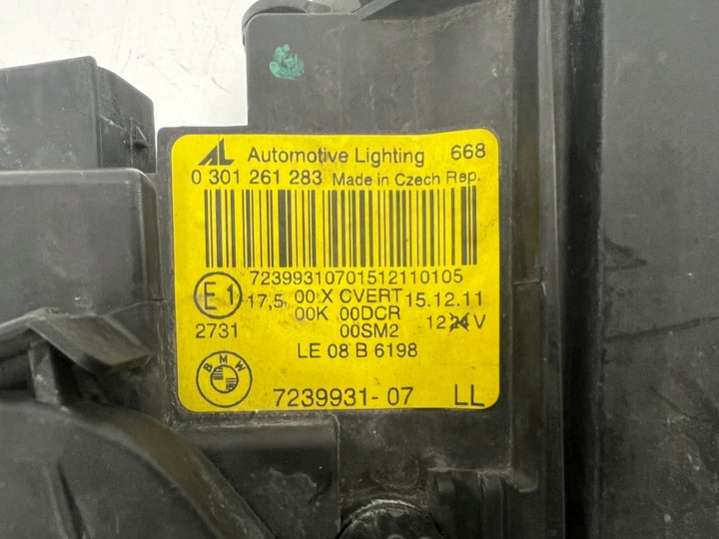 AL Automotive Lighting 668
0 301 261 283 Made in Czech Rep.
72399310701512110105
E1 17,5 00 X CVERT 15.12.11
00K .00DCR
2731 00SM2 12 24 V
LE 08 B 6198
BMW
7239931-07 LL